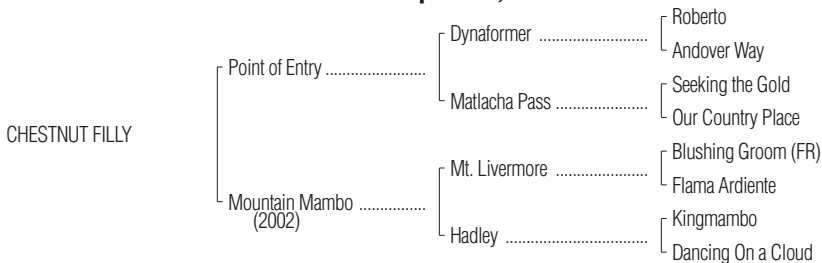 Roberto
Dynaformer ..........................
Andover Way
Point of Entry ........................
Seeking the Gold
Matlacha Pass ......................
Our Country Place
CHESTNUT FILLY
Blushing Groom (FR)
Mt. Livermore ......................
Flama Ardiente
Mountain Mambo ................
(2002)
Kingmambo
Hadley ..................................
Dancing On a Cloud